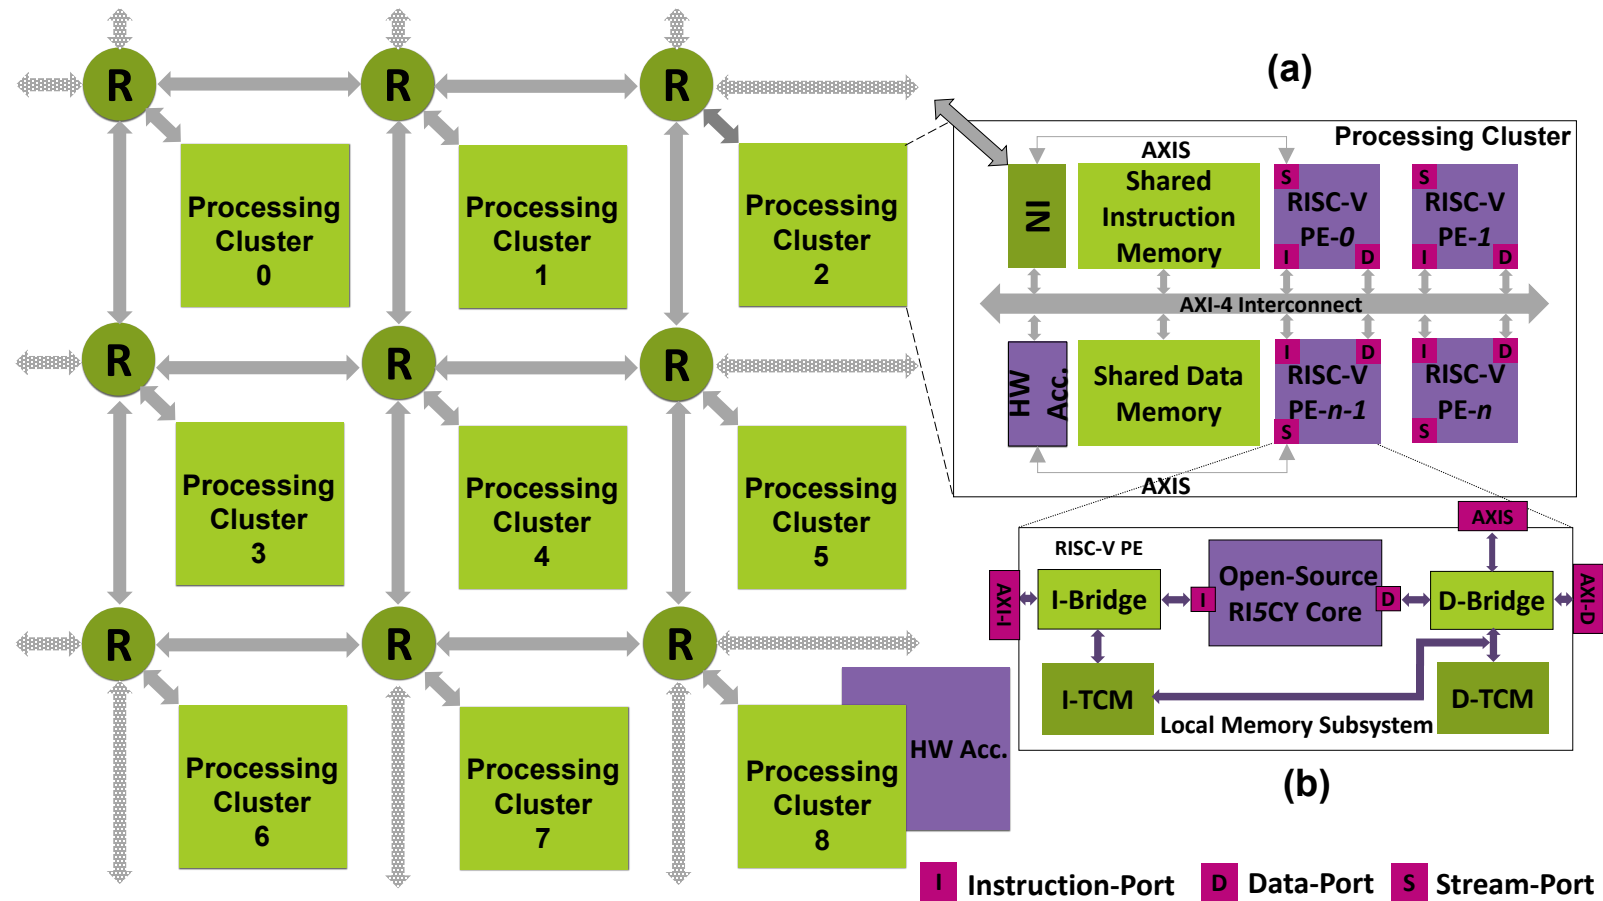 R
R
R
Processing
Cluster
0
Processing
Cluster
1
Processing
Cluster
2
R
R
R
Processing
Cluster
3
Processing
Cluster
4
Processing
Cluster
5
R
R
R
Processing
Cluster
6
Processing
Cluster
7
Processing
Cluster
8
HW Acc.
(a)
Processing Cluster
AXIS
NI
Shared
Instruction
Memory
S
RISC-V
PE-0
I
D
S
RISC-V
PE-1
I
D
AXI-4 Interconnect
HW
Acc.
Shared Data
Memory
I
D
RISC-V
PE-n-1
S
I
D
RISC-V
PE-n
S
AXIS
AXIS
RISC-V PE
AXI-I
I-Bridge
I
Open-Source
RI5CY Core
D
D-Bridge
AXI-D
I-TCM
D-TCM
Local Memory Subsystem
(b)
I Instruction-Port
D Data-Port
S Stream-Port